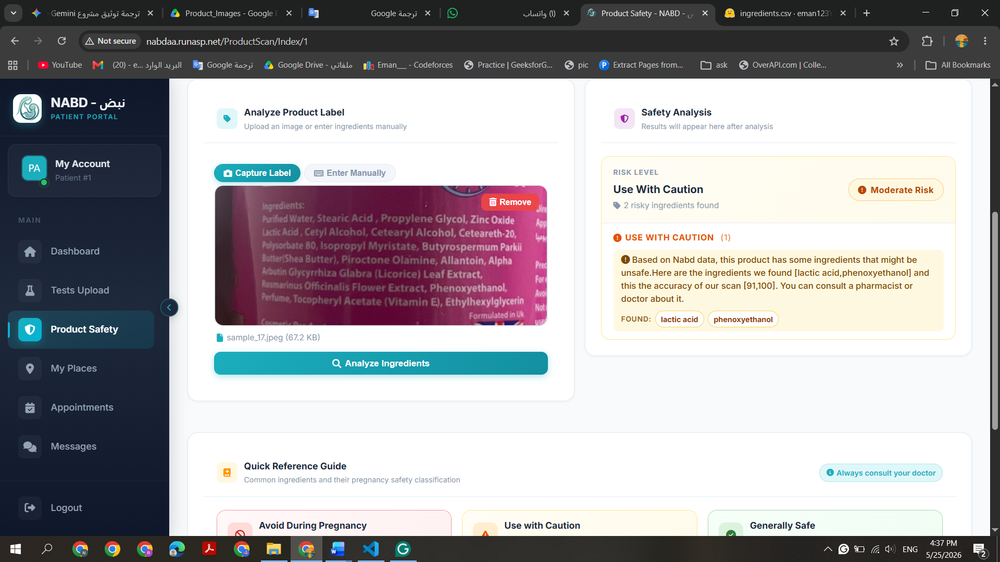 ترجمة توثيق مشروع Gemini
Product_Images - Google
ترجمة Google
(١) واتساب
Product Safety - NABD -
ingredients.csv · eman123
Not secure
nabdaa.runasp.net/ProductScan/Index/1
YouTube
(20) - e... البريد الوارد
ترجمة Google
Google Drive - ملفاتي
Eman___ - Codeforces
Practice | GeeksforG...
pic
Extract Pages from...
ask
OverAPI.com | Colle...
All Bookmarks
NABD - نبض
PATIENT PORTAL
PA
My Account
Patient #1
MAIN
Dashboard
Tests Upload
Product Safety
My Places
Appointments
Messages
Logout
Analyze Product Label
Upload an image or enter ingredients manually
Capture Label
Enter Manually
Remove
Ingredients:
Purified Water, Stearic Acid , Propylene Glycol, Zinc Oxide
Lactic Acid , Cetyl Alcohol, Cetearyl Alcohol, Ceteareth-20,
Polysorbate 80, Isopropyl Myristate, Butyrospermum Parkii
Butter(Shea Butter), Piroctone Olamine, Allantoin, Alpha
Arbutin Glycyrrhiza Glabra (Licorice) Leaf Extract,
Rosmarinus Officinalis Flower Extract, Phenoxyethanol,
Perfume, Tocopheryl Acetate (Vitamin E), Ethylhexylglycerin
Formulated in Uk
sample_17.jpeg (67.2 KB)
Analyze Ingredients
Safety Analysis
Results will appear here after analysis
RISK LEVEL
Use With Caution
2 risky ingredients found
Moderate Risk
USE WITH CAUTION (1)
Based on Nabd data, this product has some ingredients that might be
unsafe.Here are the ingredients we found [lactic acid,phenoxyethanol] and
this the accuracy of our scan [91,100]. You can consult a pharmacist or
doctor about it.
FOUND: lactic acid phenoxyethanol
Quick Reference Guide
Common ingredients and their pregnancy safety classification
Always consult your doctor
Avoid During Pregnancy
Use with Caution
Generally Safe
ENG
4:37 PM
5/25/2026
2